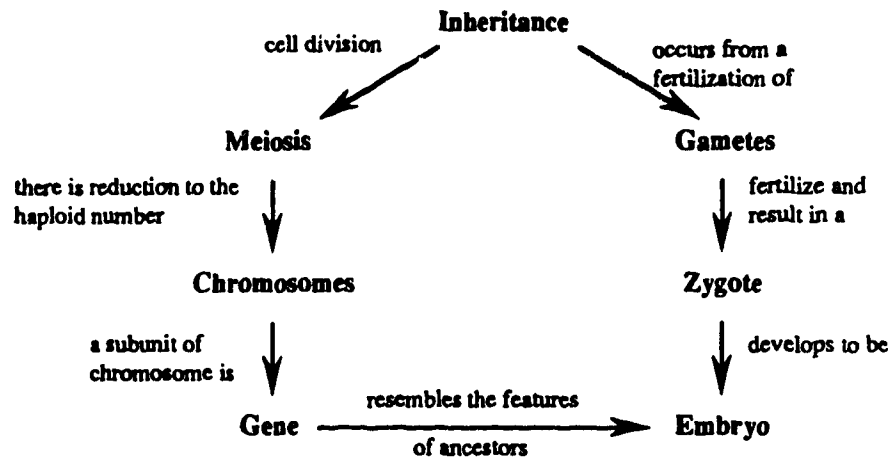 Inheritance
cell division
occurs from a
fertilization of
Meiosis
Gametes
there is reduction to the
haploid number
fertilize and
result in a
Chromosomes
Zygote
a subunit of
chromosome is
develops to be
resembles the features
Gene
Embryo
of ancestors